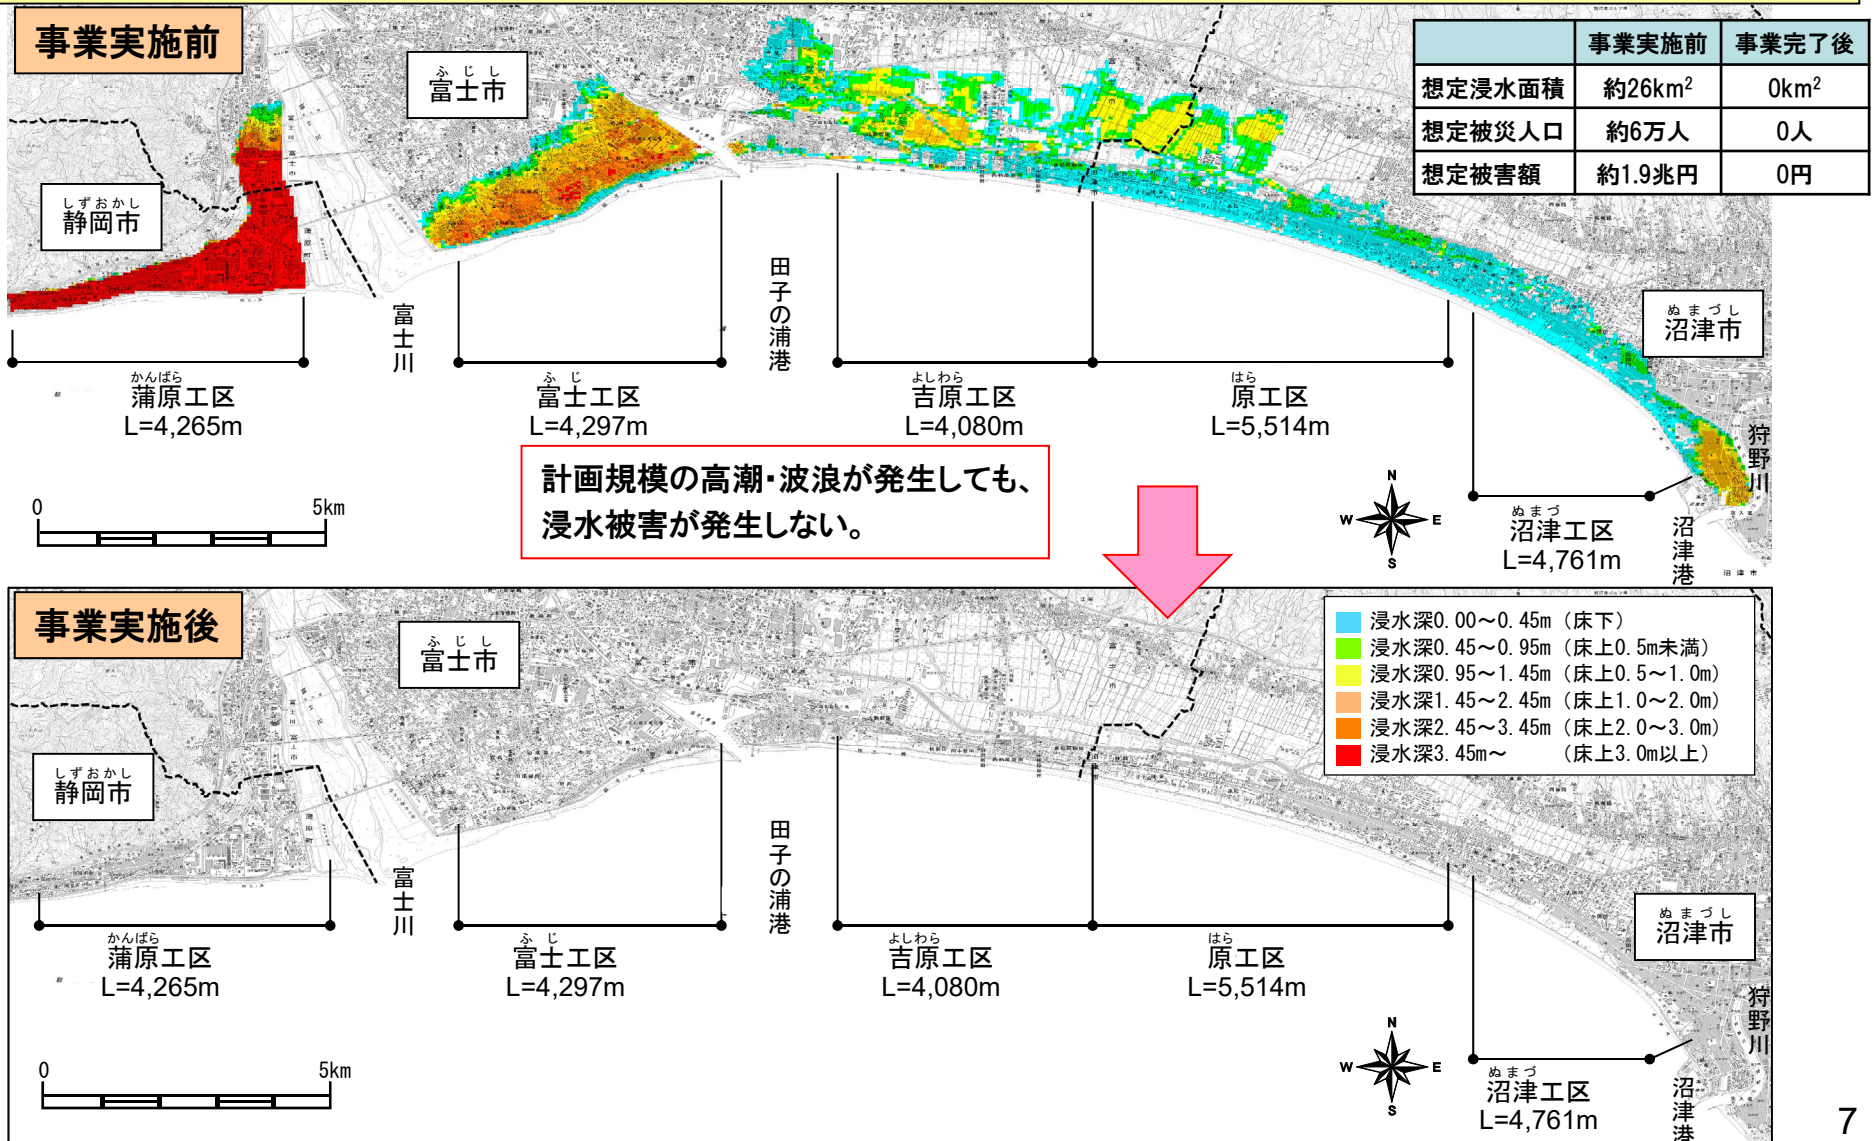 事業実施前
ふじし
富士市
しずおかし
静岡市
事業実施前 事業完了後
想定浸水面積 約26km² 0km²
想定被災人口 約6万人 0人
想定被害額 約1.9兆円 0円
ぬまづし
沼津市
富士川
田子の浦港
狩野川
沼津港
かんばら
蒲原工区
L=4,265m
ふじ
富士工区
L=4,297m
よしわら
吉原工区
L=4,080m
はら
原工区
L=5,514m
ぬまづ
沼津工区
L=4,761m
計画規模の高潮・波浪が発生しても、
浸水被害が発生しない。
0 5km
N
W E
S
沼津市
事業実施後
ふじし
富士市
しずおかし
静岡市
浸水深0.00～0.45m（床下）
浸水深0.45～0.95m（床上0.5m未満）
浸水深0.95～1.45m（床上0.5～1.0m）
浸水深1.45～2.45m（床上1.0～2.0m）
浸水深2.45～3.45m（床上2.0～3.0m）
浸水深3.45m～ （床上3.0m以上）
ぬまづし
沼津市
富士川
田子の浦港
狩野川
沼津港
かんばら
蒲原工区
L=4,265m
ふじ
富士工区
L=4,297m
よしわら
吉原工区
L=4,080m
はら
原工区
L=5,514m
ぬまづ
沼津工区
L=4,761m
0 5km
N
W E
S
7